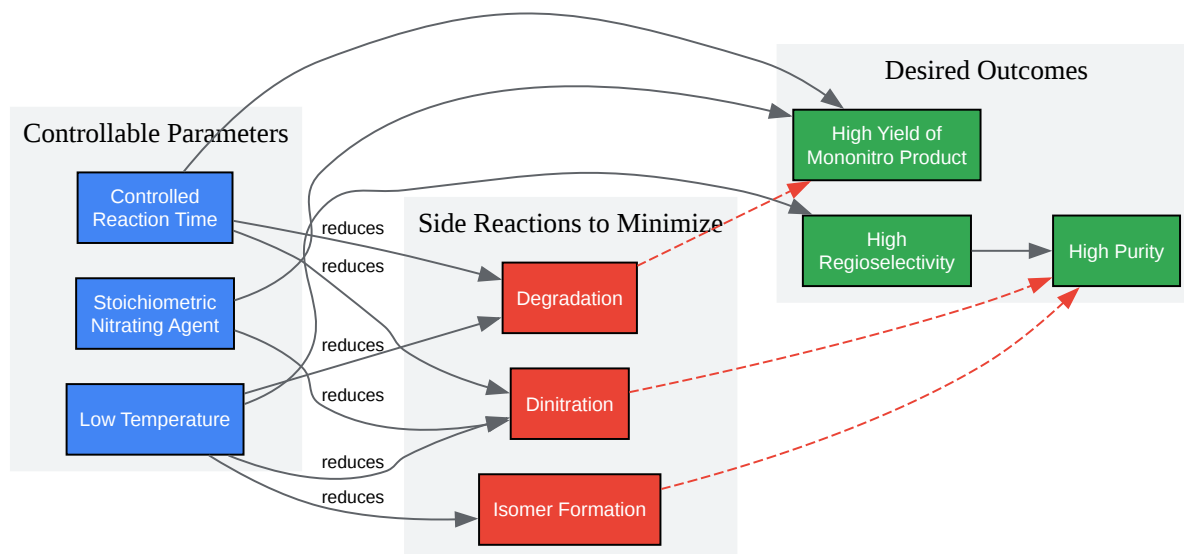 Controllable Parameters
Controlled
Reaction Time
Stoichiometric
Nitrating Agent
Low Temperature
reduces
reduces
reduces
reduces
reduces
reduces
Side Reactions to Minimize
Degradation
Dinitration
Isomer Formation
Desired Outcomes
High Yield of
Mononitro Product
High
Regioselectivity
High Purity